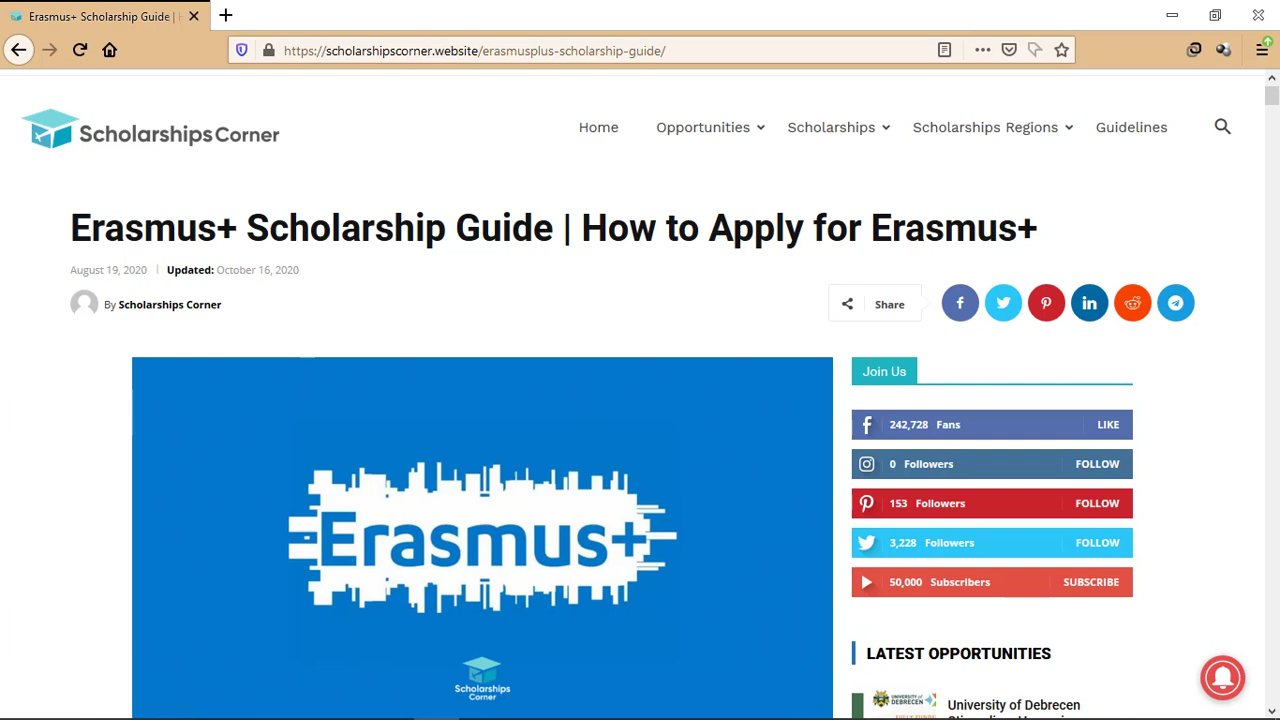 Erasmus+ Scholarship Guide |
https://scholarshipscorner.website/erasmusplus-scholarship-guide/
Scholarships Corner
Home Opportunities Scholarships Scholarships Regions Guidelines
Erasmus+ Scholarship Guide | How to Apply for Erasmus+
August 19, 2020 Updated: October 16, 2020
By Scholarships Corner
Share
Join Us
242,728 Fans LIKE
0 Followers FOLLOW
153 Followers FOLLOW
3,228 Followers FOLLOW
50,000 Subscribers SUBSCRIBE
Erasmus+
Scholarships
Corner
LATEST OPPORTUNITIES
UNIVERSITY of
DEBRECEN
University of Debrecen